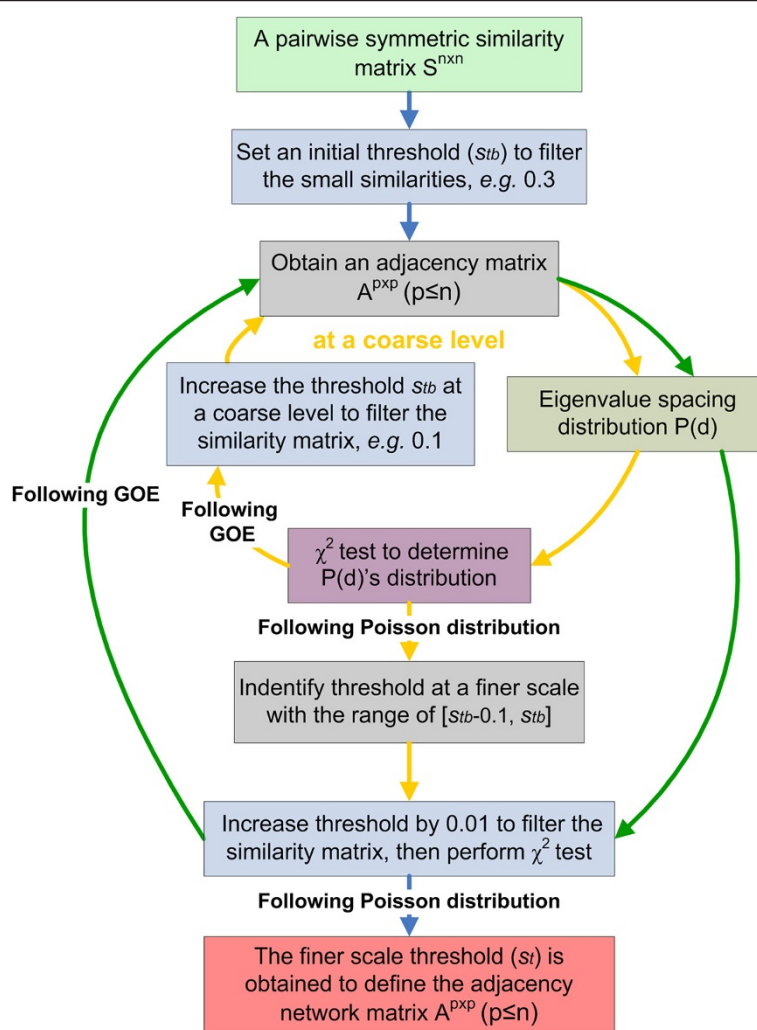 A pairwise symmetric similarity
matrix Sⁿˣⁿ
Set an initial threshold (stb) to filter
the small similarities, e.g. 0.3
Obtain an adjacency matrix
Aᵖˣᵖ (p≤n)
at a coarse level
Increase the threshold stb at
a coarse level to filter the
similarity matrix, e.g. 0.1
Eigenvalue spacing
distribution P(d)
Following GOE
Following
GOE
χ² test to determine
P(d)'s distribution
Following Poisson distribution
Indentify threshold at a finer scale
with the range of [stb-0.1, stb]
Increase threshold by 0.01 to filter the
similarity matrix, then perform χ² test
Following Poisson distribution
The finer scale threshold (st) is
obtained to define the adjacency
network matrix Aᵖˣᵖ (p≤n)